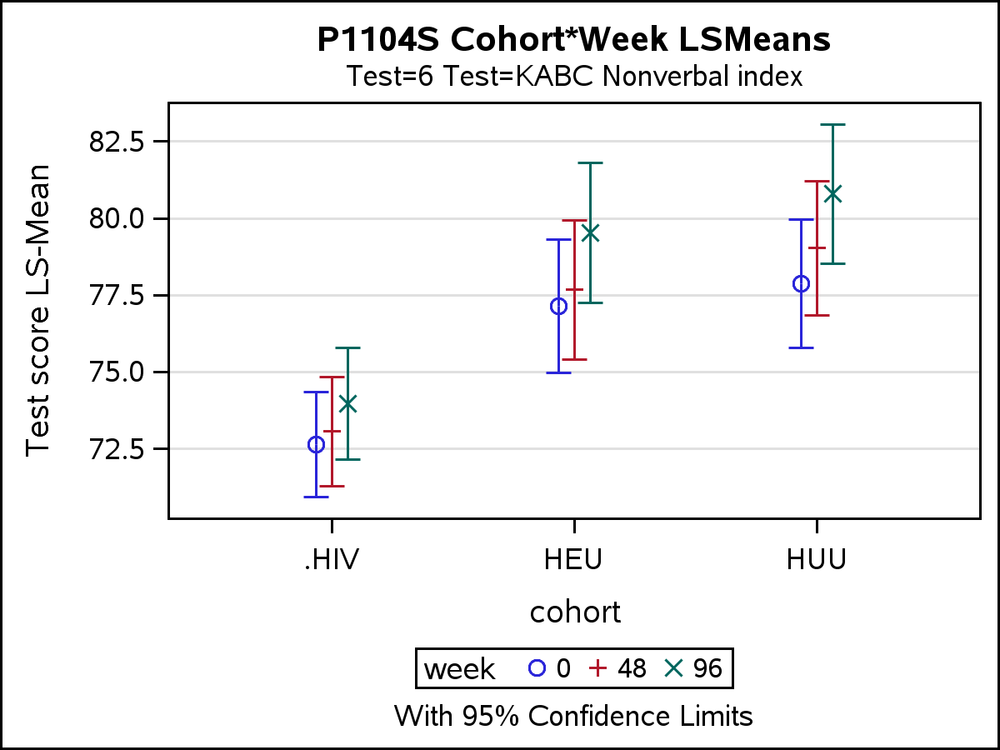 P1104S Cohort*Week LSMeans
Test=6 Test=KABC Nonverbal index
Test score LS-Mean
82.5
80.0
77.5
75.0
72.5
.HIV HEU HUU
cohort
week 0 48 96
With 95% Confidence Limits